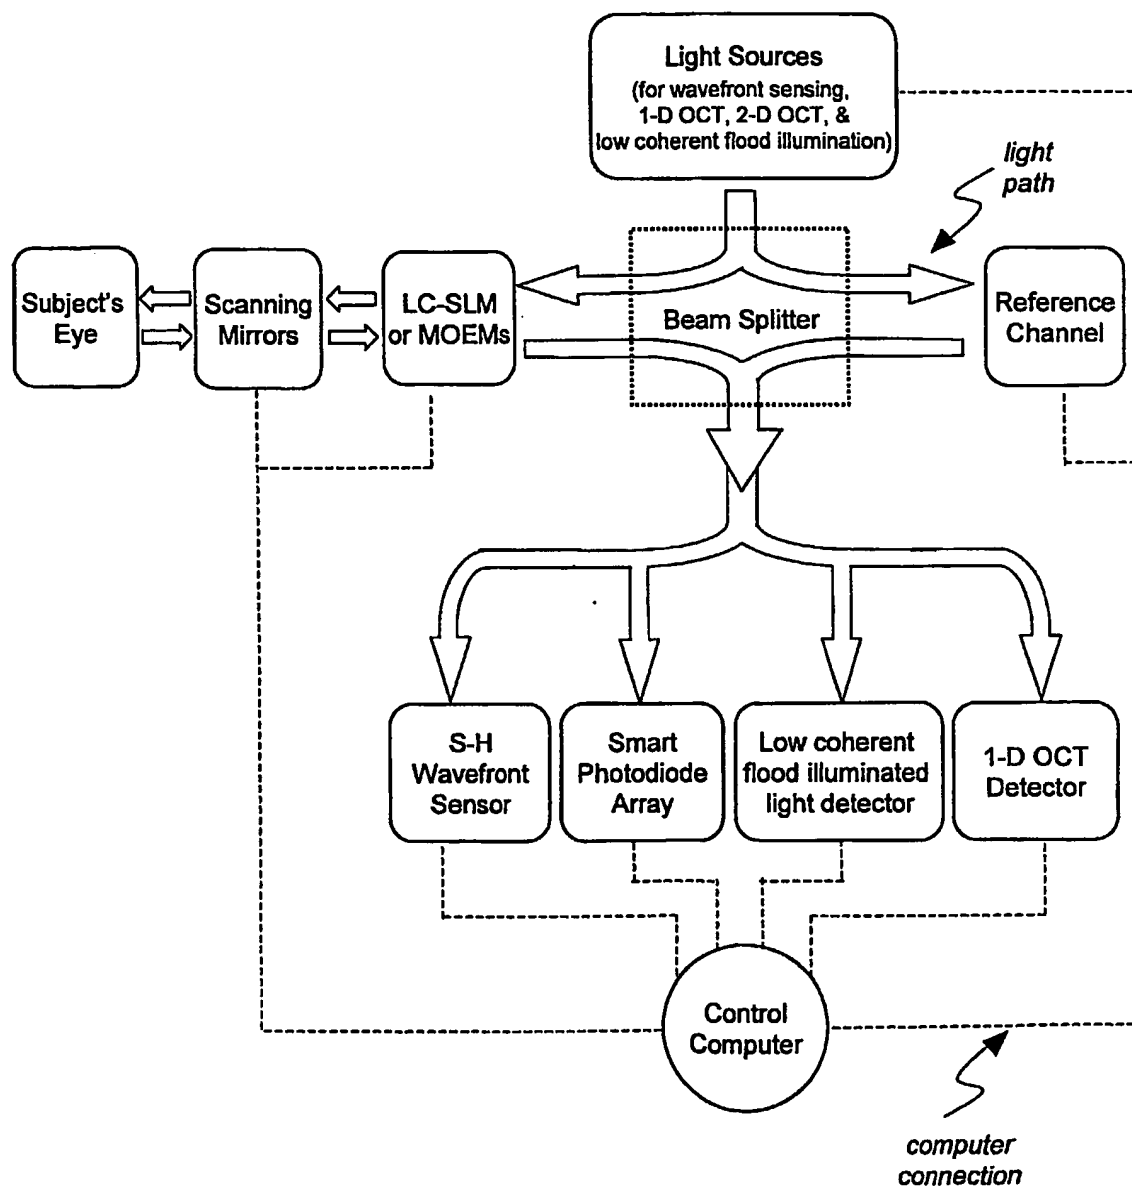 Light Sources
(for wavefront sensing,
1-D OCT, 2-D OCT, &
low coherent flood illumination)
light
path
Subject's
Eye
Scanning
Mirrors
LC-SLM
or MOEMs
Beam Splitter
Reference
Channel
S-H
Wavefront
Sensor
Smart
Photodiode
Array
Low coherent
flood illuminated
light detector
1-D OCT
Detector
Control
Computer
computer
connection